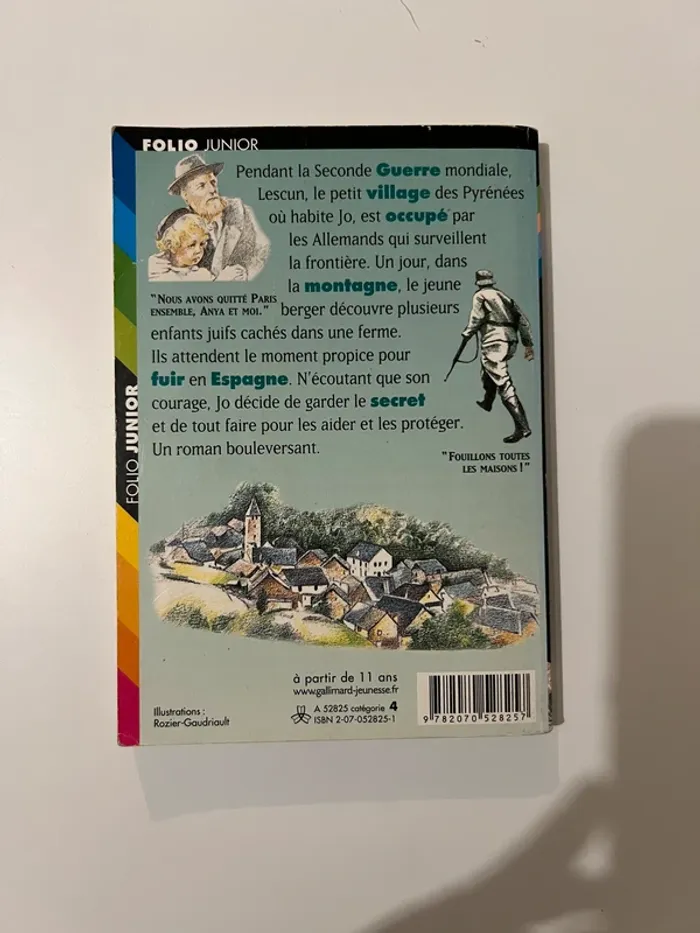 FOLIO JUNIOR
Pendant la Seconde Guerre mondiale,
Lescun, le petit village des Pyrénées
où habite Jo, est occupé par
les Allemands qui surveillent
la frontière. Un jour, dans
la montagne, le jeune
berger découvre plusieurs
enfants juifs cachés dans une ferme.
Ils attendent le moment propice pour
fuir en Espagne. N'écoutant que son
courage, Jo décide de garder le secret
et de tout faire pour les aider et les protéger.
Un roman bouleversant.
"NOUS AVONS QUITTÉ PARIS
ENSEMBLE, ANYA ET MOI."
"FOUILLONS TOUTES
LES MAISONS !"
FOLIO JUNIOR
à partir de 11 ans
www.gallimard-jeunesse.fr
A 52825 catégorie 4
ISBN 2-07-052825-1
Illustrations :
Rozier-Gaudriault
9 782070 528257